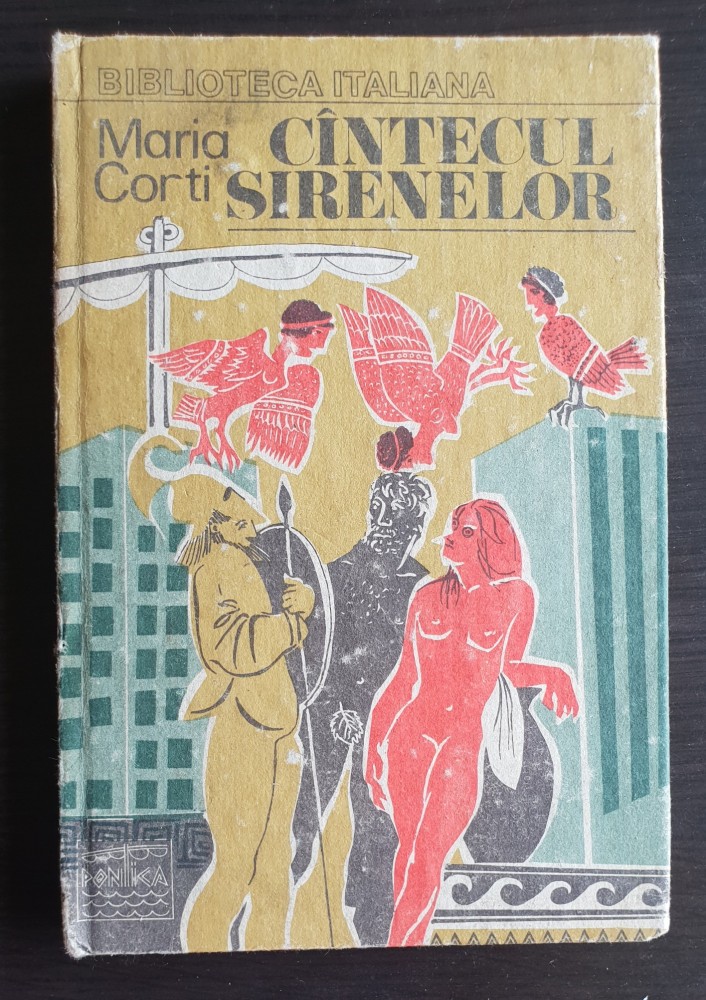 BIBLIOTECA ITALIANA
Maria Corti
CÎNTECUL
SIRENELOR
PONTICA